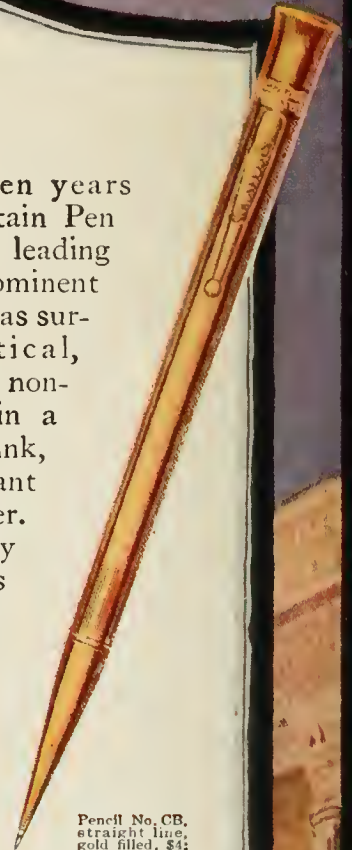 en years
tain Pen
leading
ominent
as sur-
tical,
non-
in a
nk,
ant
er.
y
s
Pencil No. CB,
straight line,
gold filled, $4;